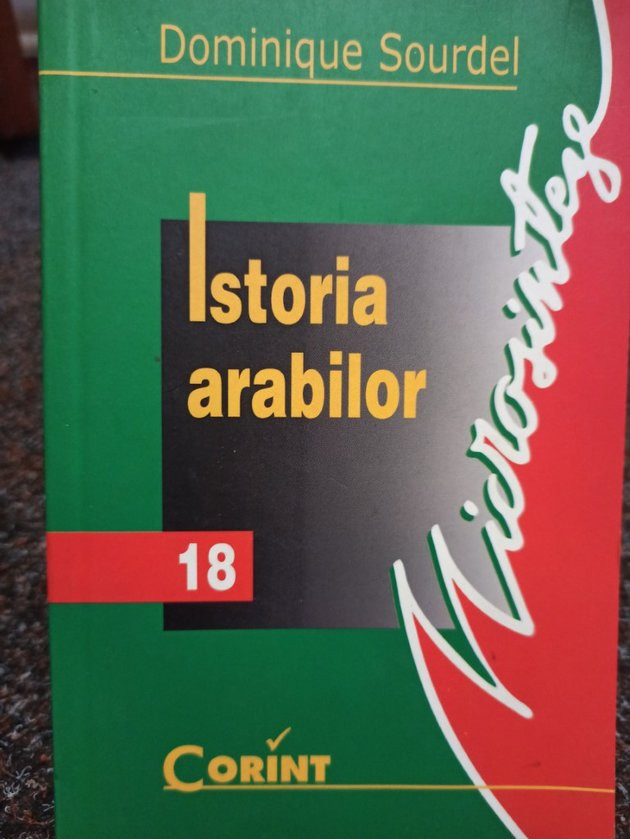 Dominique Sourdel
Istoria
arabilor
Microsinteze
18
CORINT